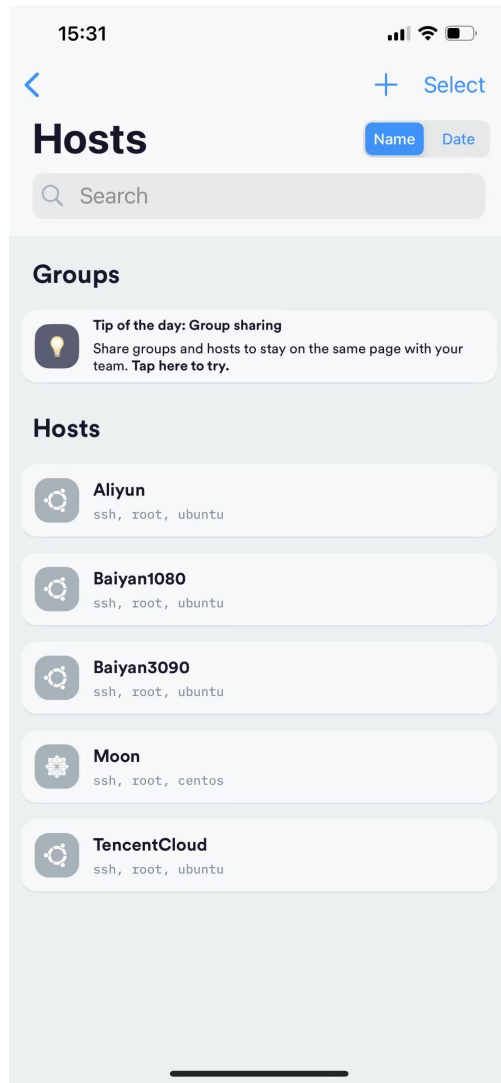 15:31
Select
Hosts
Name
Date
Search
Groups
Tip of the day: Group sharing
Share groups and hosts to stay on the same page with your
team. Tap here to try.
Hosts
Aliyun
ssh, root, ubuntu
Baiyan1080
ssh, root, ubuntu
Baiyan3090
ssh, root, ubuntu
Moon
ssh, root, centos
TencentCloud
ssh, root, ubuntu